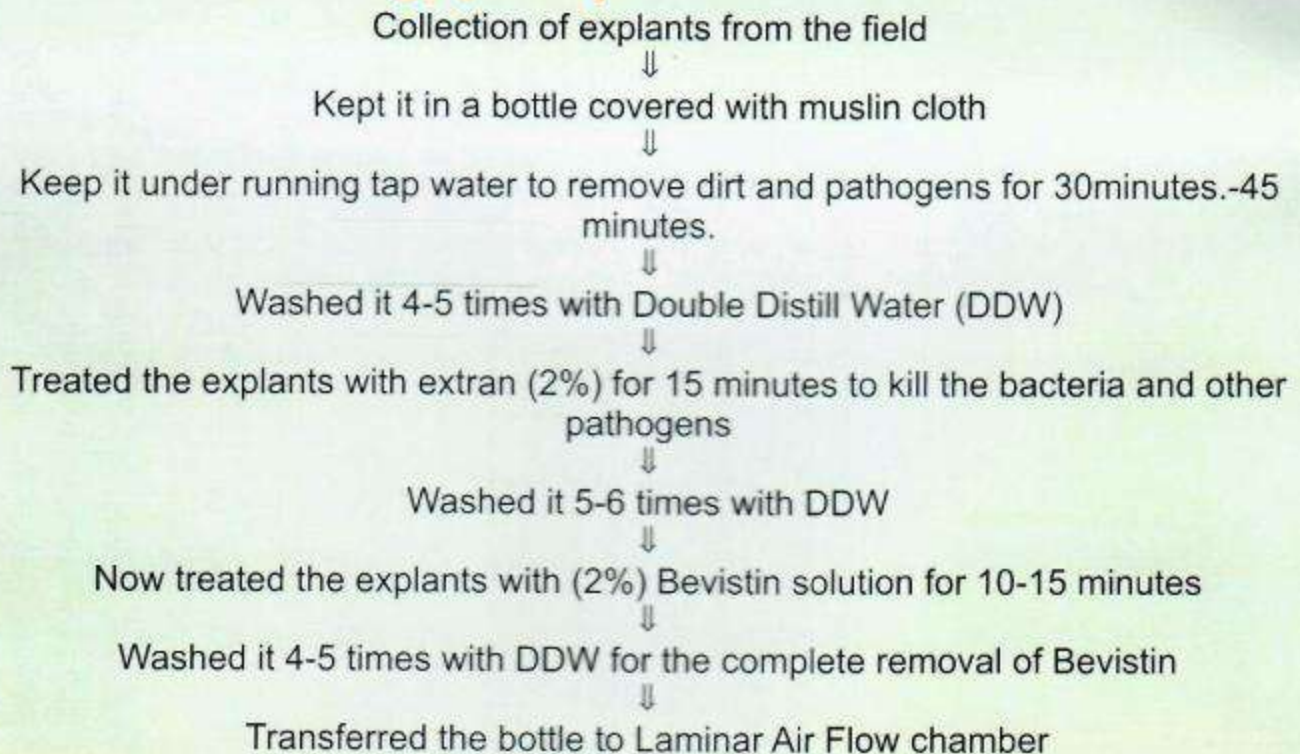 Collection of explants from the field
⇓
Kept it in a bottle covered with muslin cloth
⇓
Keep it under running tap water to remove dirt and pathogens for 30minutes.-45
minutes.
⇓
Washed it 4-5 times with Double Distill Water (DDW)
⇓
Treated the explants with extran (2%) for 15 minutes to kill the bacteria and other
pathogens
⇓
Washed it 5-6 times with DDW
⇓
Now treated the explants with (2%) Bevistin solution for 10-15 minutes
⇓
Washed it 4-5 times with DDW for the complete removal of Bevistin
⇓
Transferred the bottle to Laminar Air Flow chamber